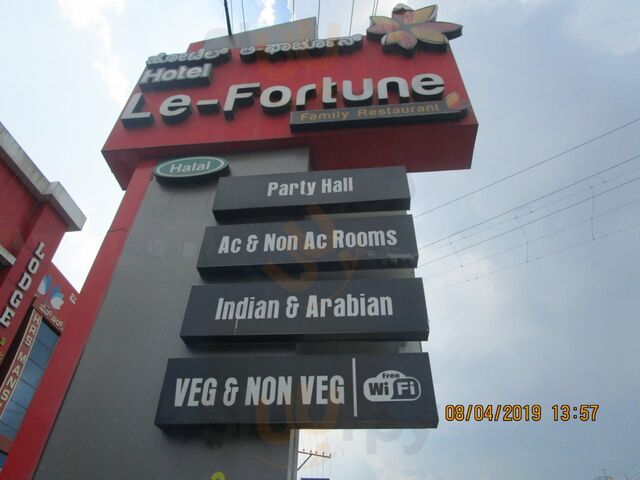 ಹೋಟೆಲ್ ಲಿ-ಫಾರ್ಚೂನ್
Hotel
Le-Fortune
Family Restaurant
Halal
Party Hall
Ac & Non Ac Rooms
Indian & Arabian
VEG & NON VEG
Free
WiFi
LODGE
08/04/2019 13:57